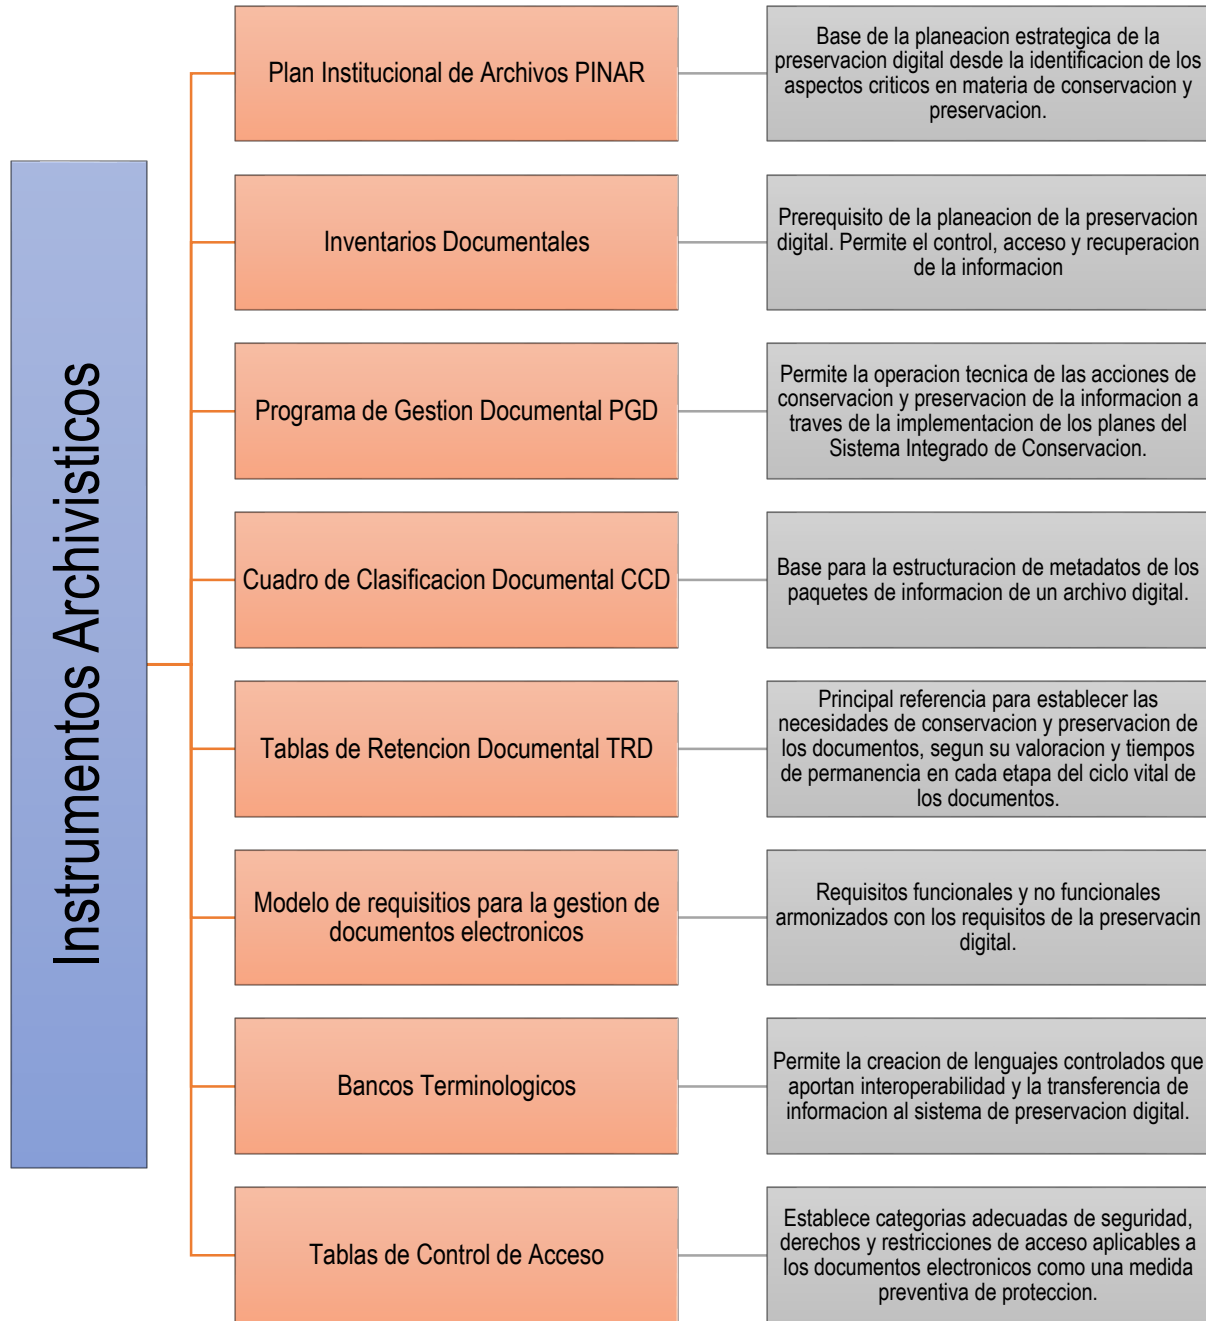 Instrumentos Archivisticos
Plan Institucional de Archivos PINAR
Base de la planeacion estrategica de la
preservacion digital desde la identificacion de los
aspectos criticos en materia de conservacion y
preservacion.
Inventarios Documentales
Prerequisito de la planeacion de la preservacion
digital. Permite el control, acceso y recuperacion
de la informacion
Programa de Gestion Documental PGD
Permite la operacion tecnica de las acciones de
conservacion y preservacion de la informacion a
traves de la implementacion de los planes del
Sistema Integrado de Conservacion.
Cuadro de Clasificacion Documental CCD
Base para la estructuracion de metadatos de los
paquetes de informacion de un archivo digital.
Tablas de Retencion Documental TRD
Principal referencia para establecer las
necesidades de conservacion y preservacion de
los documentos, segun su valoracion y tiempos
de permanencia en cada etapa del ciclo vital de
los documentos.
Modelo de requisitios para la gestion de
documentos electronicos
Requisitos funcionales y no funcionales
armonizados con los requisitos de la preservacin
digital.
Bancos Terminologicos
Permite la creacion de lenguajes controlados que
aportan interoperabilidad y la transferencia de
informacion al sistema de preservacion digital.
Tablas de Control de Acceso
Establece categorias adecuadas de seguridad,
derechos y restricciones de acceso aplicables a
los documentos electronicos como una medida
preventiva de proteccion.